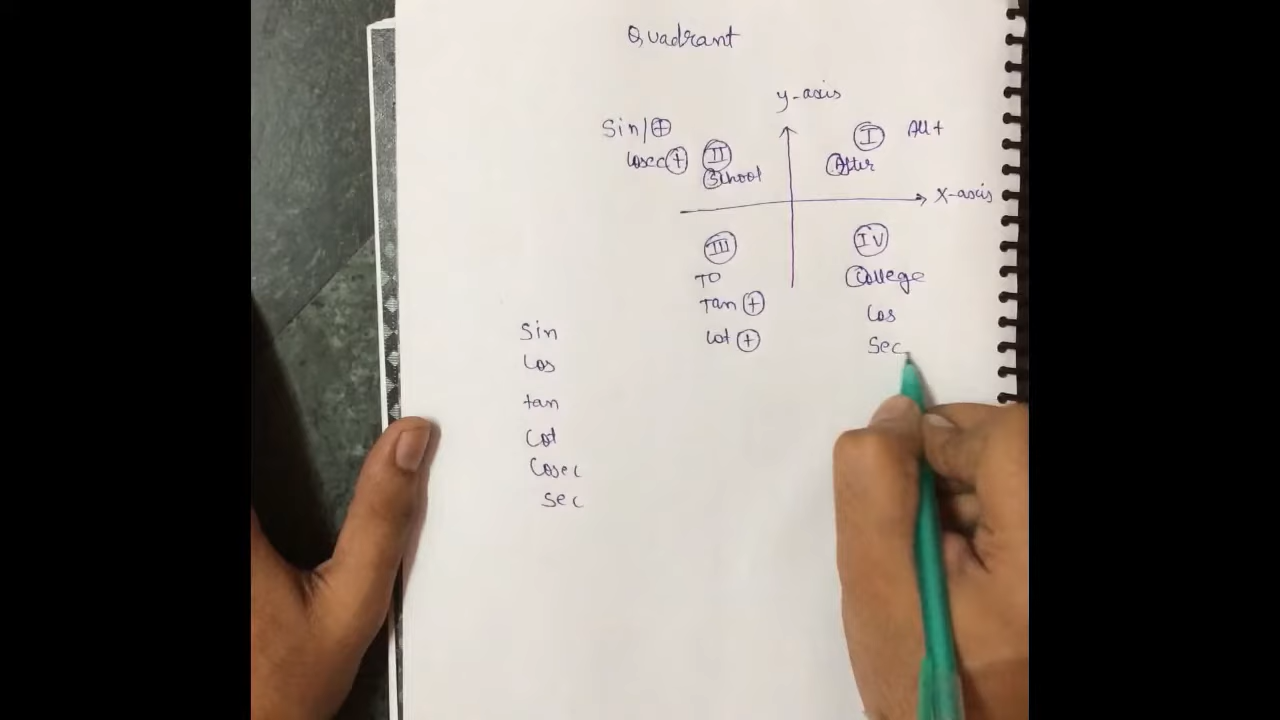 Quadrant
y-axis
Sin/+
Cosec +
II
School
I
All +
After
X-axis
III
TO
Tan +
Cot +
IV
College
Cos
Sec
Sin
Cos
tan
Cot
Cosec
Sec